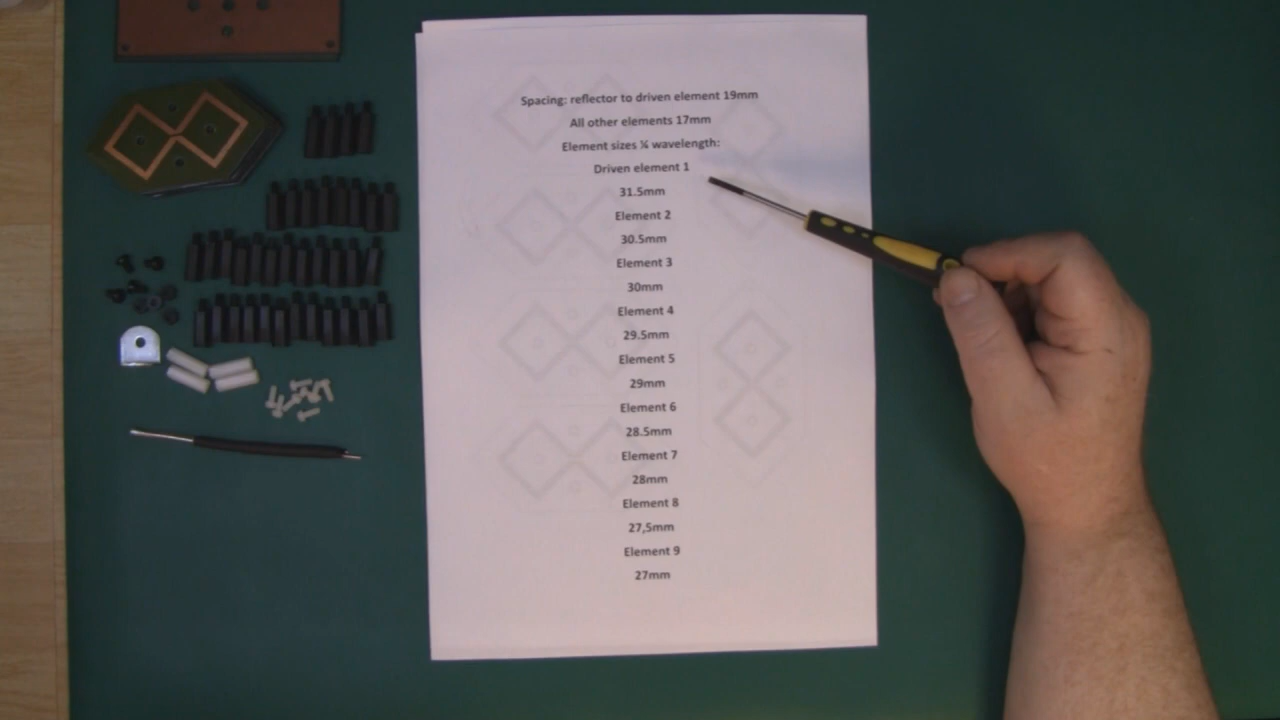 Spacing: reflector to driven element 19mm
All other elements 17mm
Element sizes ¼ wavelength:
Driven element 1
31.5mm
Element 2
30.5mm
Element 3
30mm
Element 4
29.5mm
Element 5
29mm
Element 6
28.5mm
Element 7
28mm
Element 8
27,5mm
Element 9
27mm